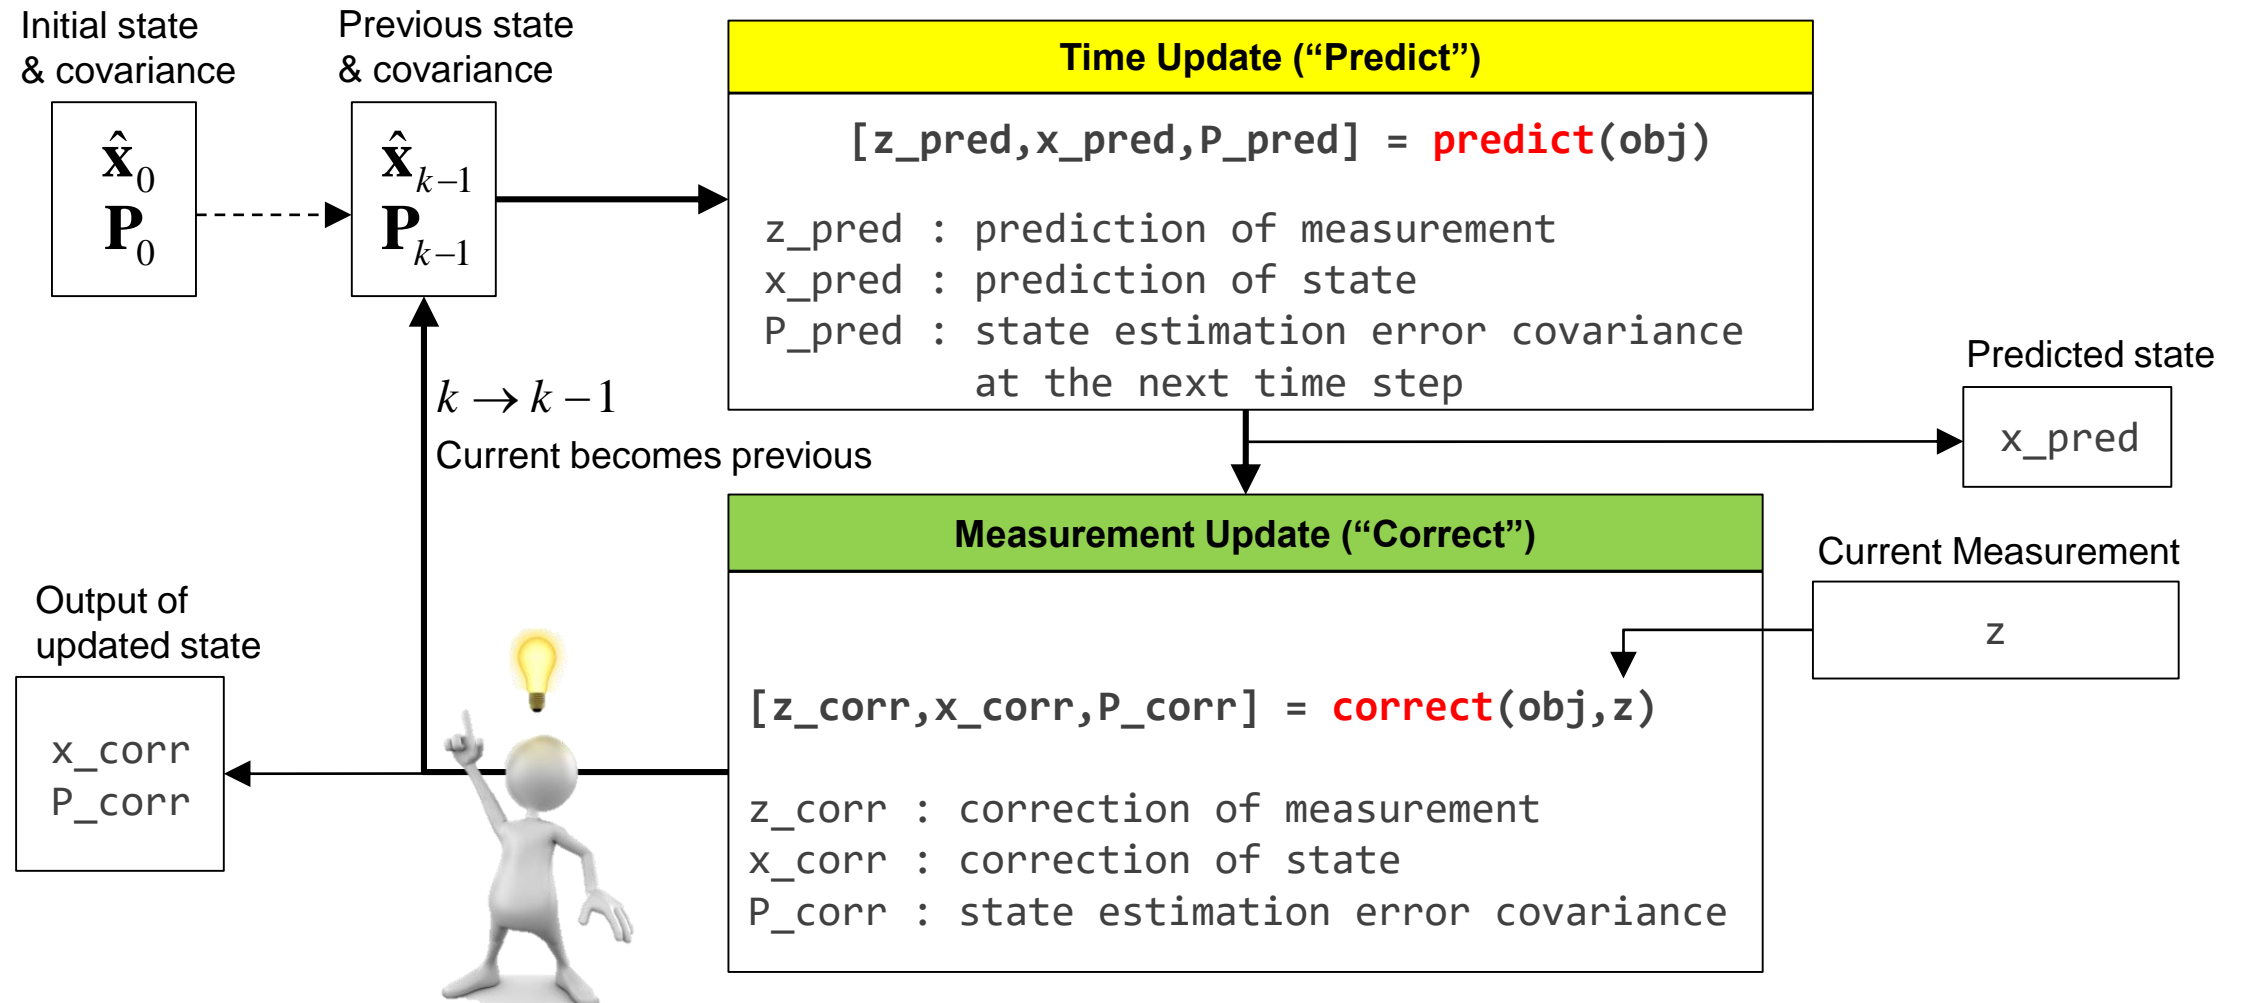 Initial state
& covariance
x̂₀
P₀
Previous state
& covariance
x̂ₖ₋₁
Pₖ₋₁
Time Update (“Predict”)
[z_pred,x_pred,P_pred] = predict(obj)
z_pred : prediction of measurement
x_pred : prediction of state
P_pred : state estimation error covariance
at the next time step
k → k − 1
Current becomes previous
Predicted state
x_pred
Measurement Update (“Correct”)
Current Measurement
z
[z_corr,x_corr,P_corr] = correct(obj,z)
z_corr : correction of measurement
x_corr : correction of state
P_corr : state estimation error covariance
Output of
updated state
x_corr
P_corr